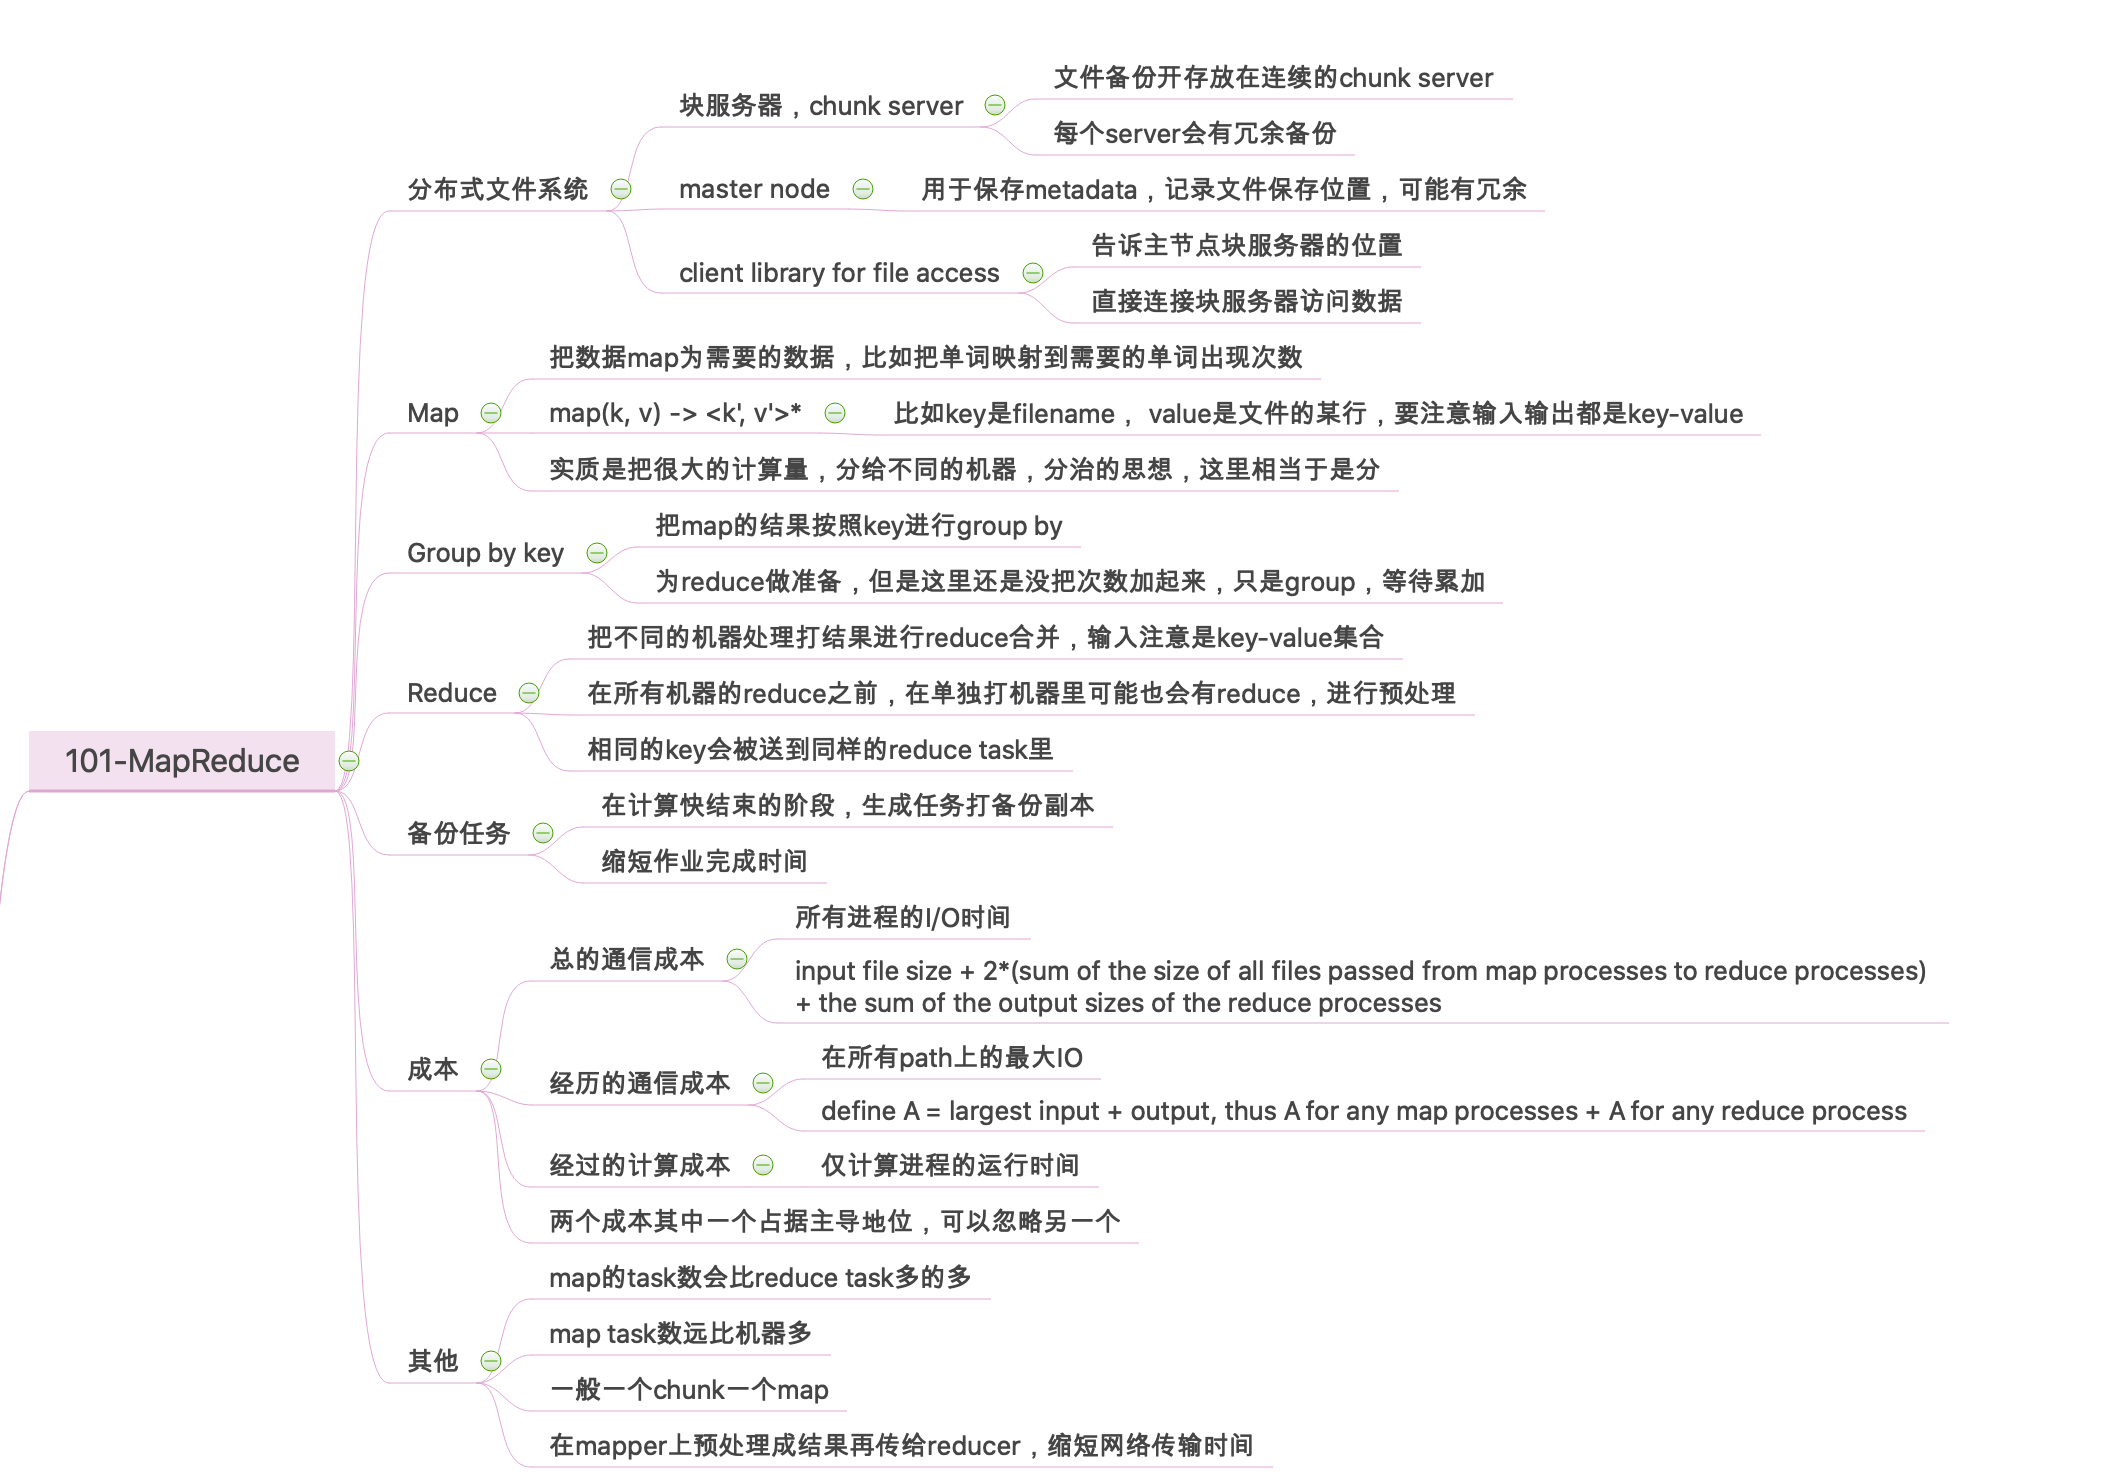 101-MapReduce
分布式文件系统
块服务器，chunk server
文件备份开存放在连续的chunk server
每个server会有冗余备份
master node
用于保存metadata，记录文件保存位置，可能有冗余
client library for file access
告诉主节点块服务器的位置
直接连接块服务器访问数据
Map
把数据map为需要的数据，比如把单词映射到需要的单词出现次数
map(k, v) -> <k', v'>*
比如key是filename， value是文件的某行，要注意输入输出都是key-value
实质是把很大的计算量，分给不同的机器，分治的思想，这里相当于是分
Group by key
把map的结果按照key进行group by
为reduce做准备，但是这里还是没把次数加起来，只是group，等待累加
Reduce
把不同的机器处理打结果进行reduce合并，输入注意是key-value集合
在所有机器的reduce之前，在单独打机器里可能也会有reduce，进行预处理
相同的key会被送到同样的reduce task里
备份任务
在计算快结束的阶段，生成任务打备份副本
缩短作业完成时间
成本
总的通信成本
所有进程的I/O时间
input file size + 2*(sum of the size of all files passed from map processes to reduce processes)
+ the sum of the output sizes of the reduce processes
经历的通信成本
在所有path上的最大IO
define A = largest input + output, thus A for any map processes + A for any reduce process
经过的计算成本
仅计算进程的运行时间
两个成本其中一个占据主导地位，可以忽略另一个
其他
map的task数会比reduce task多的多
map task数远比机器多
一般一个chunk一个map
在mapper上预处理成结果再传给reducer，缩短网络传输时间